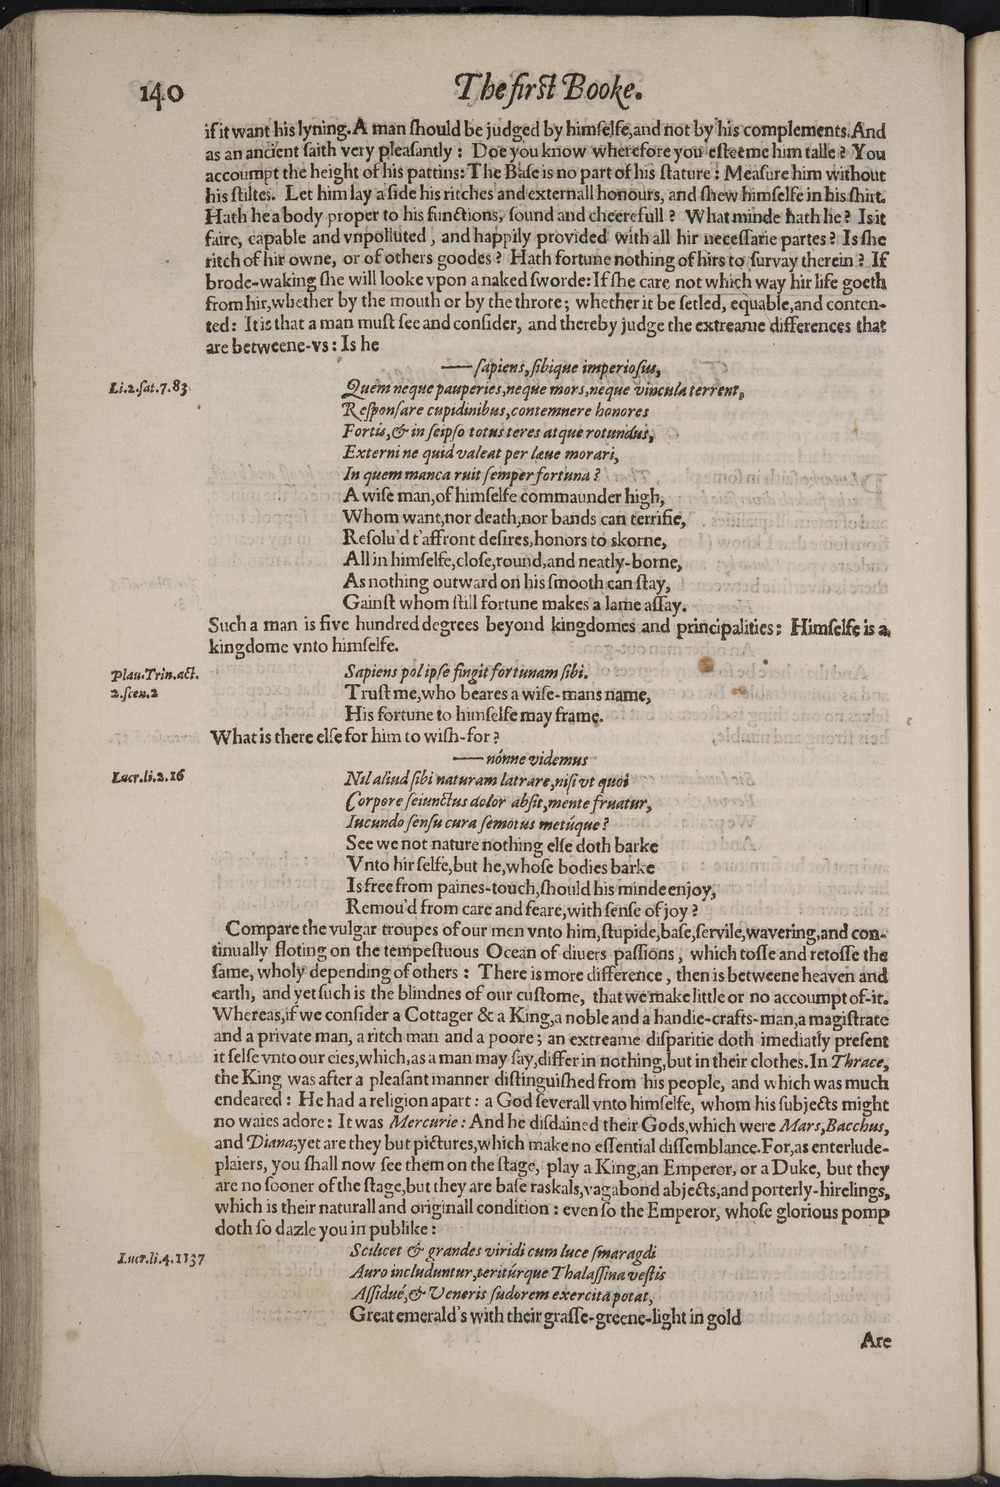 140
The firſt Booke.
if it want his lyning. A man ſhould be judged by himſelfe, and not by his complements. And
as an ancient ſaith very pleaſantly : Doe you know wherefore you eſteeme him talle ? You
accoumpt the height of his pattins: The Baſe is no part of his ſtature : Meaſure him without
his ſtiltes. Let him lay aſide his ritches and externall honours, and ſhew himſelfe in his ſhirt.
Hath he a body proper to his functions, ſound and cheerefull ? What minde hath he ? Is it
faire, capable and vnpolluted , and happily provided with all hir neceſſarie partes ? Is ſhe
ritch of hir owne, or of others goodes ? Hath fortune nothing of hirs to ſurvay therein ? If
brode-waking ſhe will looke vpon a naked ſworde: If ſhe care not which way hir life goeth
from hir, whether by the mouth or by the throte ; whether it be ſetled, equable, and conten-
ted : It is that a man muſt ſee and conſider, and thereby judge the extreame differences that
are betweene-vs : Is he
—— ſapiens, ſibique imperioſus,
Li.2.ſat.7.83
Quem neque pauperies, neque mors, neque vincula terrent,
Reſponſare cupidinibus, contemnere honores
Fortis, & in ſeipſo totus teres atque rotundus,
Externi ne quid valeat per læue morari,
In quem manca ruit ſemper fortuna ?
A wiſe man, of himſelfe commaunder high,
Whom want, nor death, nor bands can terrifie,
Reſolu'd t'affront deſires, honors to skorne,
All in himſelfe, cloſe, round, and neatly-borne,
As nothing outward on his ſmooth can ſtay,
Gainſt whom ſtill fortune makes a lame aſſay.
Such a man is five hundred degrees beyond kingdomes and principalities : Himſelfe is a
kingdome vnto himſelfe.
Plau.Trin.act.
2.ſcen.2
Sapiens pol ipſe fingit fortunam ſibi.
Truſt me, who beares a wiſe-mans name,
His fortune to himſelfe may frame.
What is there elſe for him to wiſh-for ?
—— nónne videmus
Lucr.li.2.16
Nil aliud ſibi naturam latrare, niſi vt quoi
Corpore ſeiunctus dolor abſit, mente fruatur,
Iucundo ſenſu cura ſemotus metúque ?
See we not nature nothing elſe doth barke
Vnto hir ſelfe, but he, whoſe bodies barke
Is free from paines-touch, ſhould his minde enjoy,
Remou'd from care and feare, with ſenſe of joy ?
Compare the vulgar troupes of our men vnto him, ſtupide, baſe, ſervile, wavering, and con-
tinually floting on the tempeſtuous Ocean of divers paſſions , which toſſe and retoſſe the
ſame, wholy depending of others : There is more difference , then is betweene heaven and
earth, and yet ſuch is the blindnes of our cuſtome, that we make little or no accoumpt of-it.
Whereas, if we conſider a Cottager & a King, a noble and a handie-crafts-man, a magiſtrate
and a private man, a ritch man and a poore ; an extreame diſparitie doth imediatly preſent
it ſelfe vnto our eies, which, as a man may ſay, differ in nothing, but in their clothes. In Thrace,
the King was after a pleaſant manner diſtinguiſhed from his people, and which was much
endeared : He had a religion apart : a God ſeverall vnto himſelfe, whom his ſubjects might
no waies adore : It was Mercurie : And he diſdained their Gods, which were Mars, Bacchus,
and Diana; yet are they but pictures, which make no eſſential diſſemblance. For, as enterlude-
plaiers, you ſhall now ſee them on the ſtage, play a King, an Emperor, or a Duke, but they
are no ſooner of the ſtage, but they are baſe raskals, vagabond abjects, and porterly-hirelings,
which is their naturall and originall condition : even ſo the Emperor, whoſe glorious pomp
doth ſo dazle you in publike :
Lucr.li.4.1137
Scilicet & grandes viridi cum luce ſmaragdi
Auro includuntur, teritúrque Thalaſſina veſtis
Aſſidué, & Veneris ſudorem exercita potat,
Great emerald's with their graſſe-greene-light in gold
Are